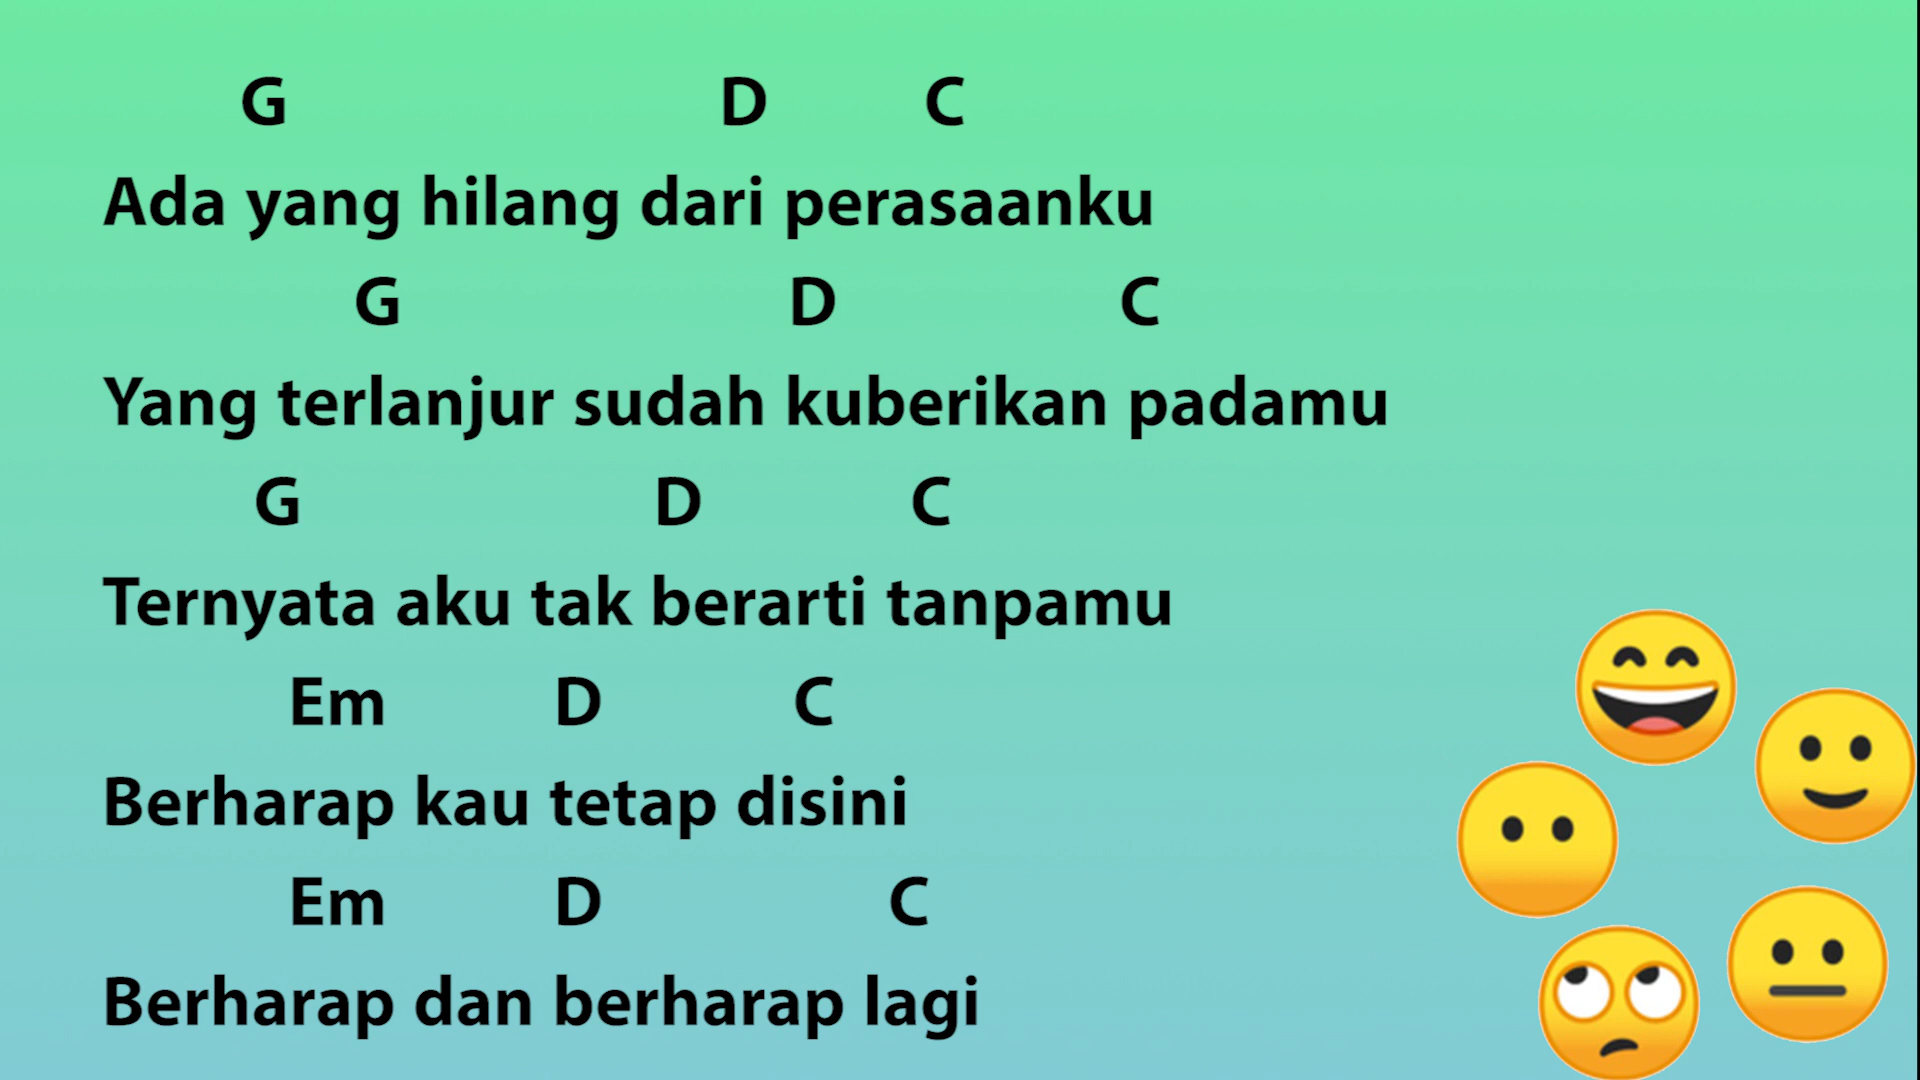 G D C
Ada yang hilang dari perasaanku
G D C
Yang terlanjur sudah kuberikan padamu
G D C
Ternyata aku tak berarti tanpamu
Em D C
Berharap kau tetap disini
Em D C
Berharap dan berharap lagi